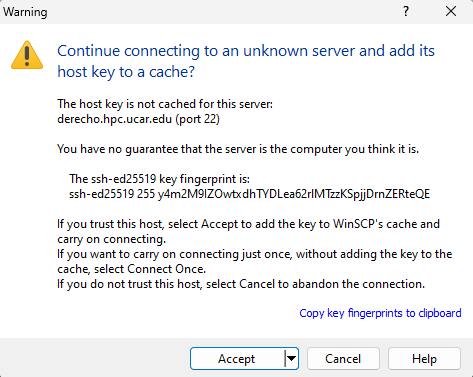 Warning
Continue connecting to an unknown server and add its
host key to a cache?
The host key is not cached for this server:
derecho.hpc.ucar.edu (port 22)
You have no guarantee that the server is the computer you think it is.
The ssh-ed25519 key fingerprint is:
ssh-ed25519 255 y4m2M9lZOwtxdhTYDLea62rIMTzzKSpjjDrnZERteQE
If you trust this host, select Accept to add the key to WinSCP's cache and
carry on connecting.
If you want to carry on connecting just once, without adding the key to the
cache, select Connect Once.
If you do not trust this host, select Cancel to abandon the connection.
Copy key fingerprints to clipboard
Accept
Cancel
Help